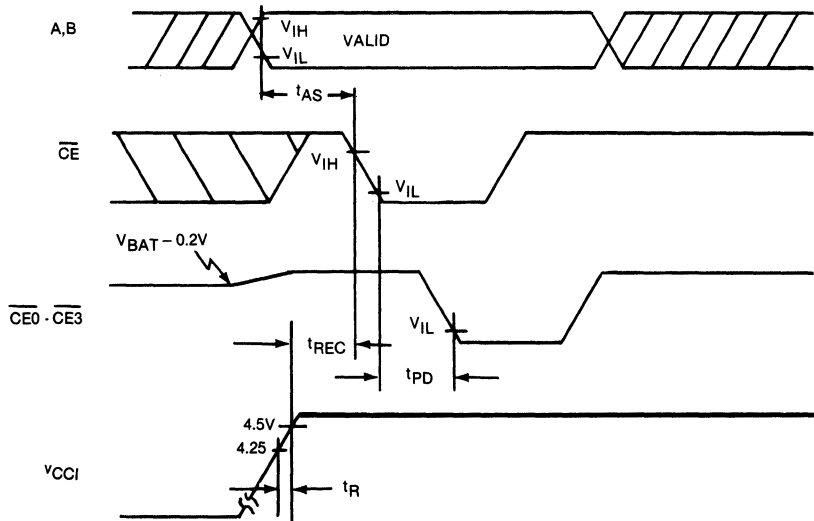 A,B
VIH
VIL
VALID
tAS
CE
VIH
VIL
VBAT – 0.2V
CE0 - CE3
VIL
tREC
tPD
4.5V
4.25
VCCI
tR